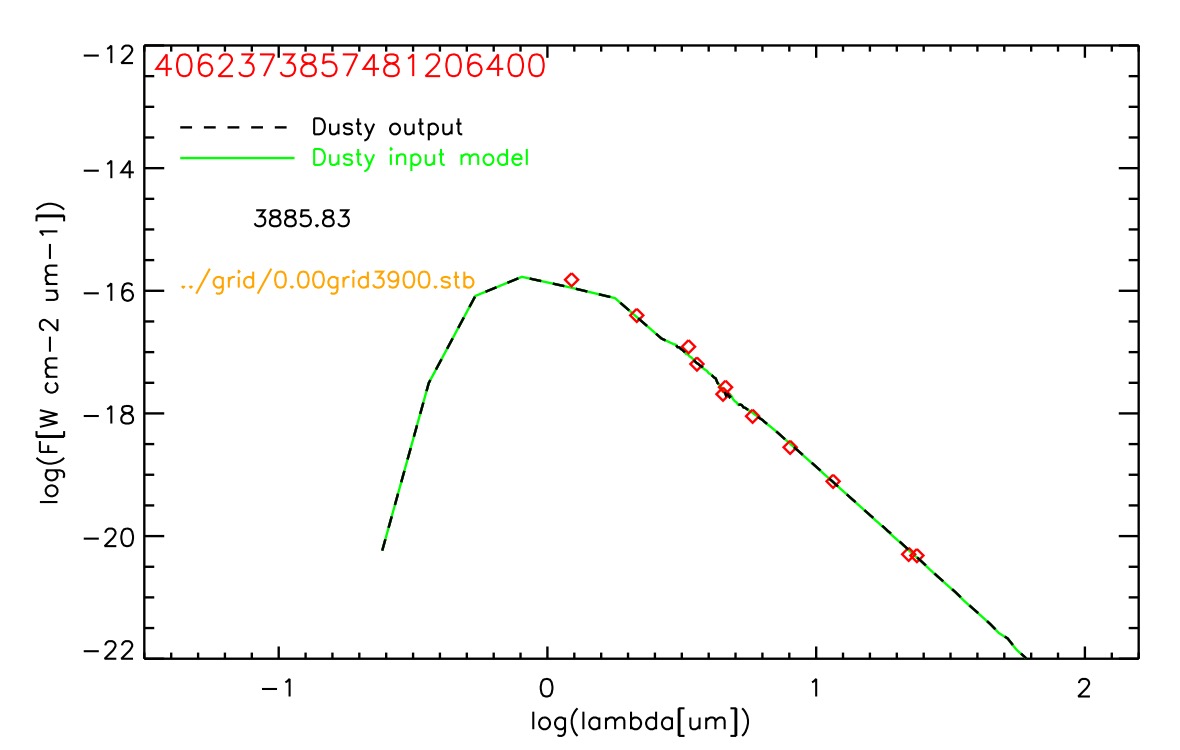 4062373857481206400
Dusty output
Dusty input model
3885.83
../grid/0.00grid3900.stb
-12
-14
-16
-18
-20
-22
log(F[W cm-2 um-1])
-1
0
1
2
log(lambda[um])